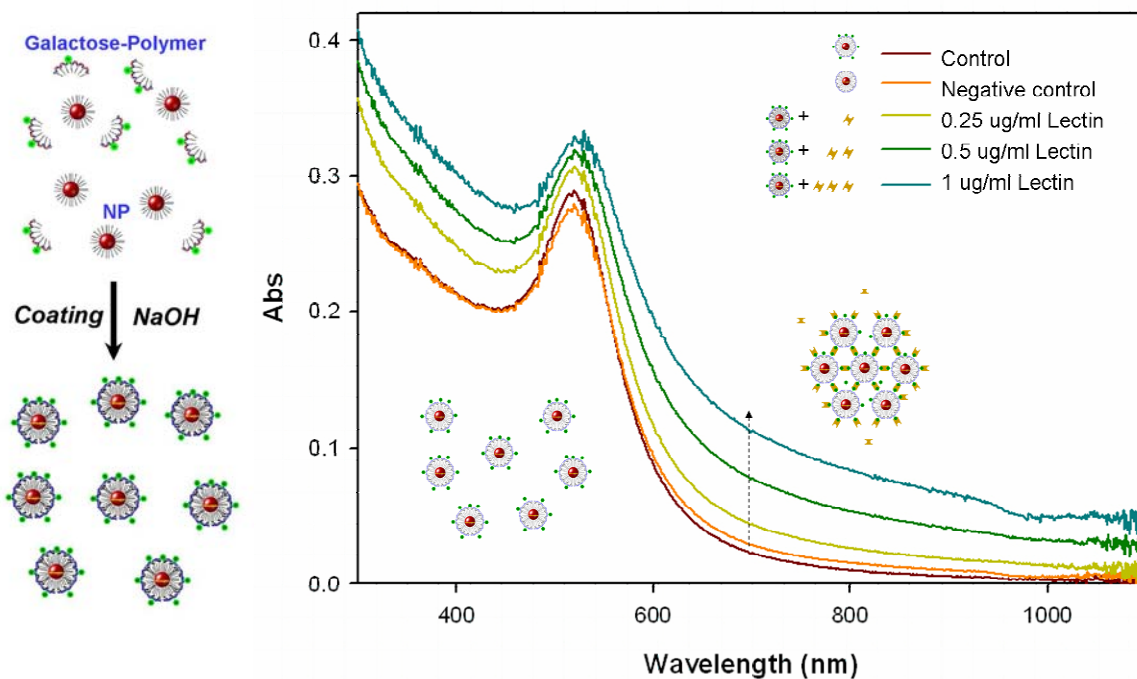 Galactose-Polymer
NP
Coating NaOH
Abs
0.4
0.3
0.2
0.1
0.0
400 600 800 1000
Wavelength (nm)
Control
Negative control
+ 0.25 ug/ml Lectin
+ 0.5 ug/ml Lectin
+ 1 ug/ml Lectin